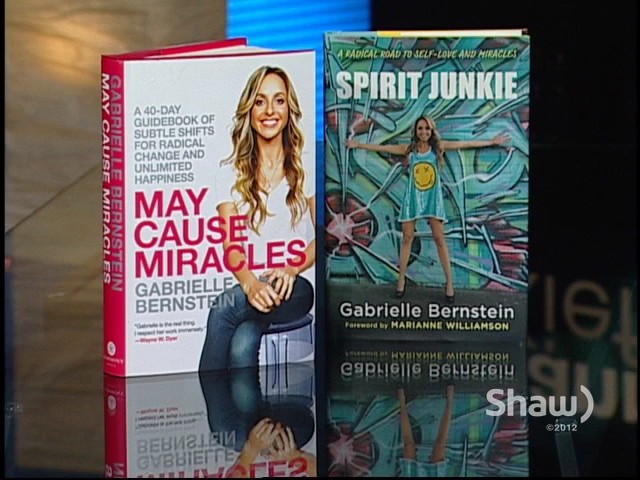 GABRIELLE BERNSTEIN
MAY CAUSE MIRACLES
A 40-DAY
GUIDEBOOK OF
SUBTLE SHIFTS
FOR RADICAL
CHANGE AND
UNLIMITED
HAPPINESS
MAY
CAUSE
MIRACLES
GABRIELLE
BERNSTEIN
"Gabrielle is the real thing.
I respect her work immensely."
—Wayne W. Dyer
A RADICAL ROAD TO SELF-LOVE AND MIRACLES
SPIRIT JUNKIE
Gabrielle Bernstein
Foreword by MARIANNE WILLIAMSON
Shaw)
©2012